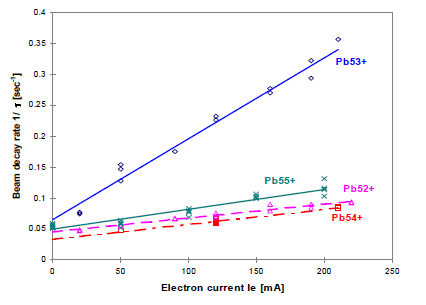 0.4
0.35
0.3
0.25
0.2
0.15
0.1
0.05
0
Beam decay rate 1/ τ [sec⁻¹]
Pb53+
Pb55+
Pb52+
Pb54+
0 50 100 150 200 250
Electron current Ie [mA]